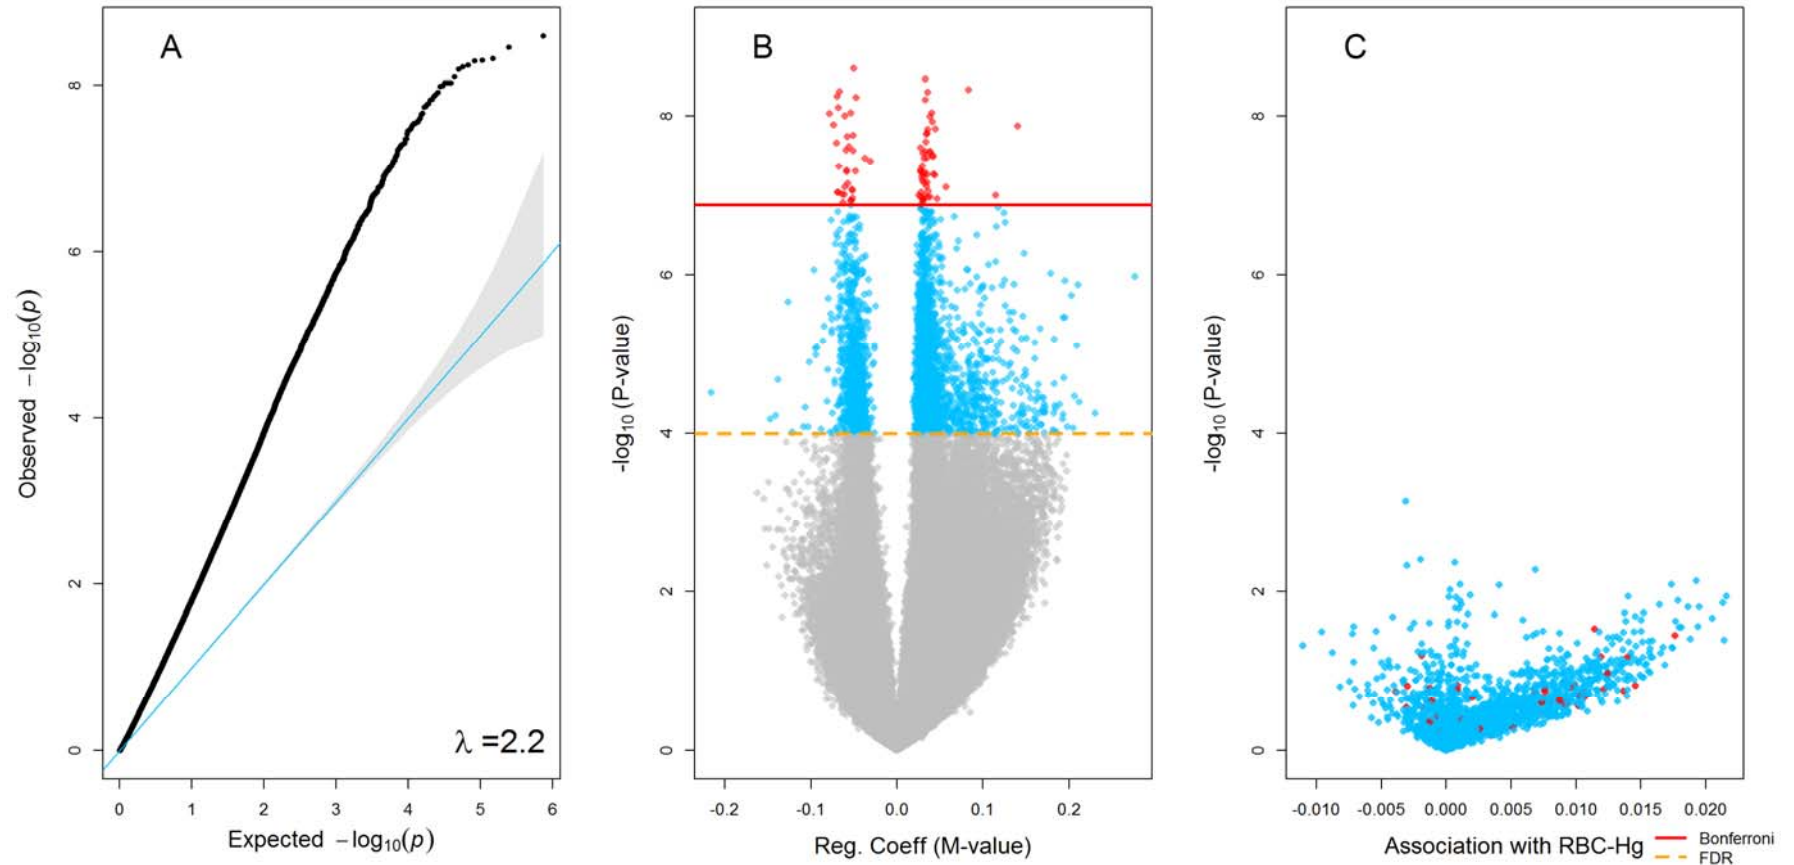 A
Observed −log10(p)
8
6
4
2
0
λ =2.2
0 1 2 3 4 5 6
Expected −log10(p)
B
-log10 (P-value)
8
6
4
2
0
-0.2 -0.1 0.0 0.1 0.2
Reg. Coeff (M-value)
C
-log10 (P-value)
8
6
4
2
0
-0.010 -0.005 0.000 0.005 0.010 0.015 0.020
Association with RBC-Hg
Bonferroni
FDR